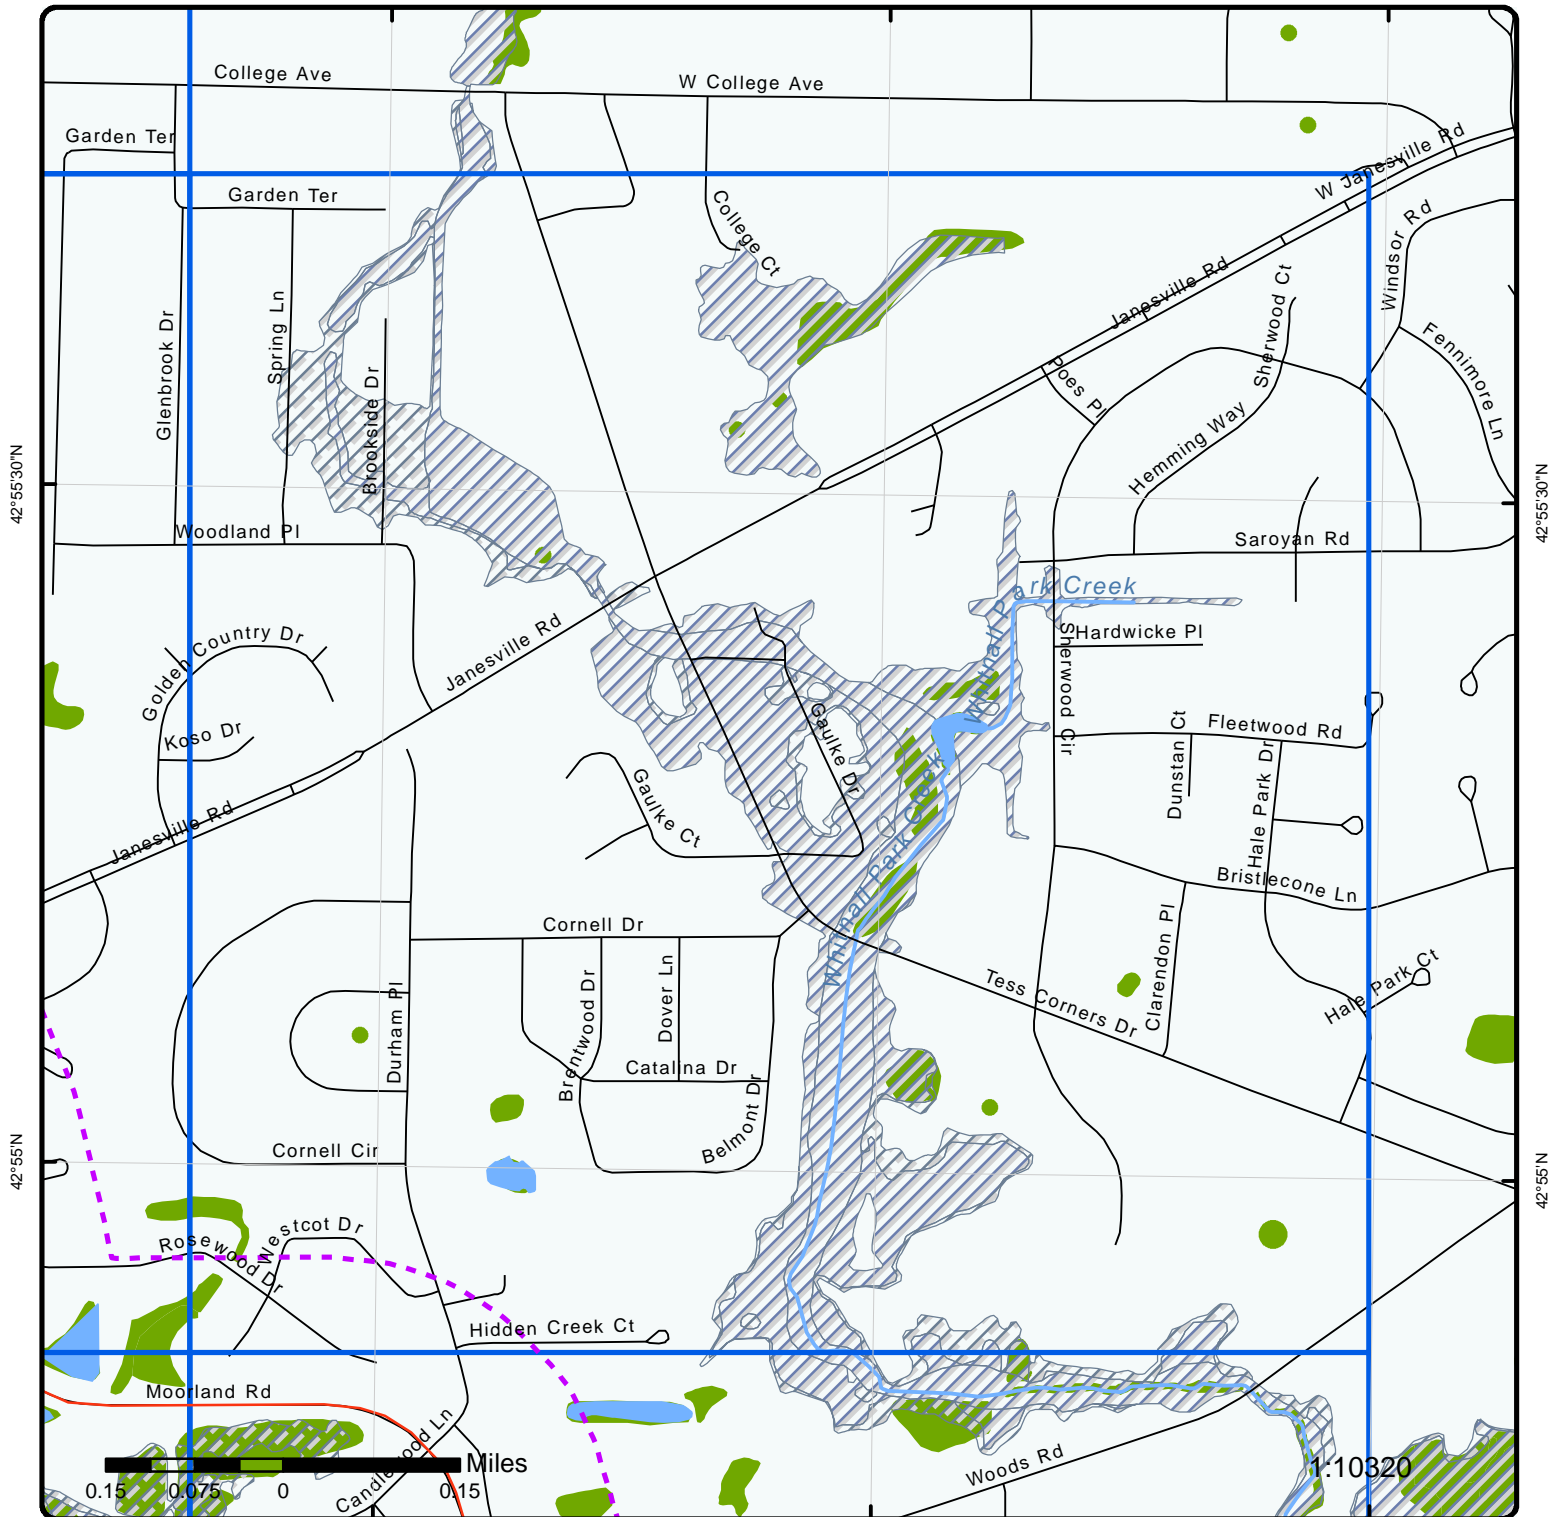 College Ave
W College Ave
W Janesville Rd
Garden Ter
Garden Ter
College Ct
Windsor Rd
Janesville Rd
Sherwood Ct
Spring Ln
Glenbrook Dr
Fennimore Ln
Poes Pl
Brookside Dr
Hemming Way
42°55'30"N
42°55'30"N
Woodland Pl
Saroyan Rd
Whitnall Park Creek
Hardwicke Pl
Golden Country Dr
Janesville Rd
Sherwood Cir
Koso Dr
Gaulke Dr
Fleetwood Rd
Dunstan Ct
Hale Park Dr
Gaulke Ct
Janesville Rd
Whitnall Park Creek
Bristlecone Ln
Cornell Dr
Clarendon Pl
Hale Park Ct
Tess Corners Dr
Durham Pl
Brentwood Dr
Dover Ln
Catalina Dr
Belmont Dr
Cornell Cir
42°55'N
42°55'N
Westcot Dr
Rosewood Dr
Hidden Creek Ct
Moorland Rd
Candlewood Ln
Woods Rd
Miles
1:10320
0.15 0.075 0 0.15